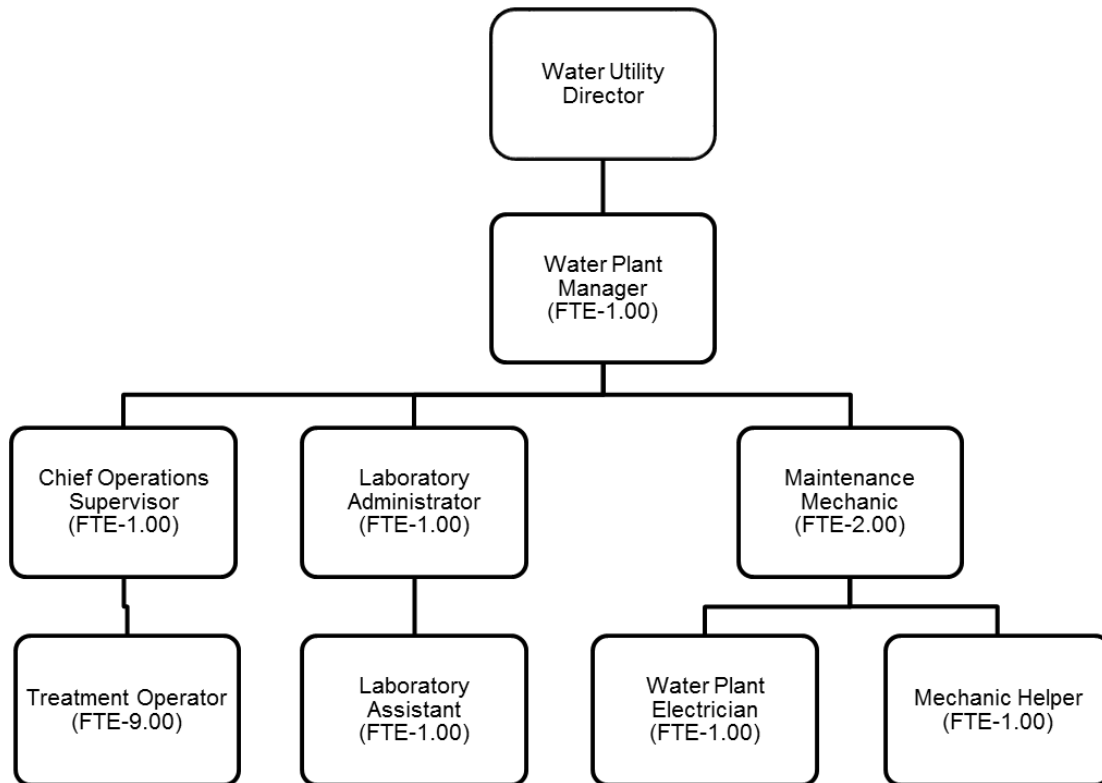 Water Utility
Director
Water Plant
Manager
(FTE-1.00)
Chief Operations
Supervisor
(FTE-1.00)
Laboratory
Administrator
(FTE-1.00)
Maintenance
Mechanic
(FTE-2.00)
Treatment Operator
(FTE-9.00)
Laboratory
Assistant
(FTE-1.00)
Water Plant
Electrician
(FTE-1.00)
Mechanic Helper
(FTE-1.00)